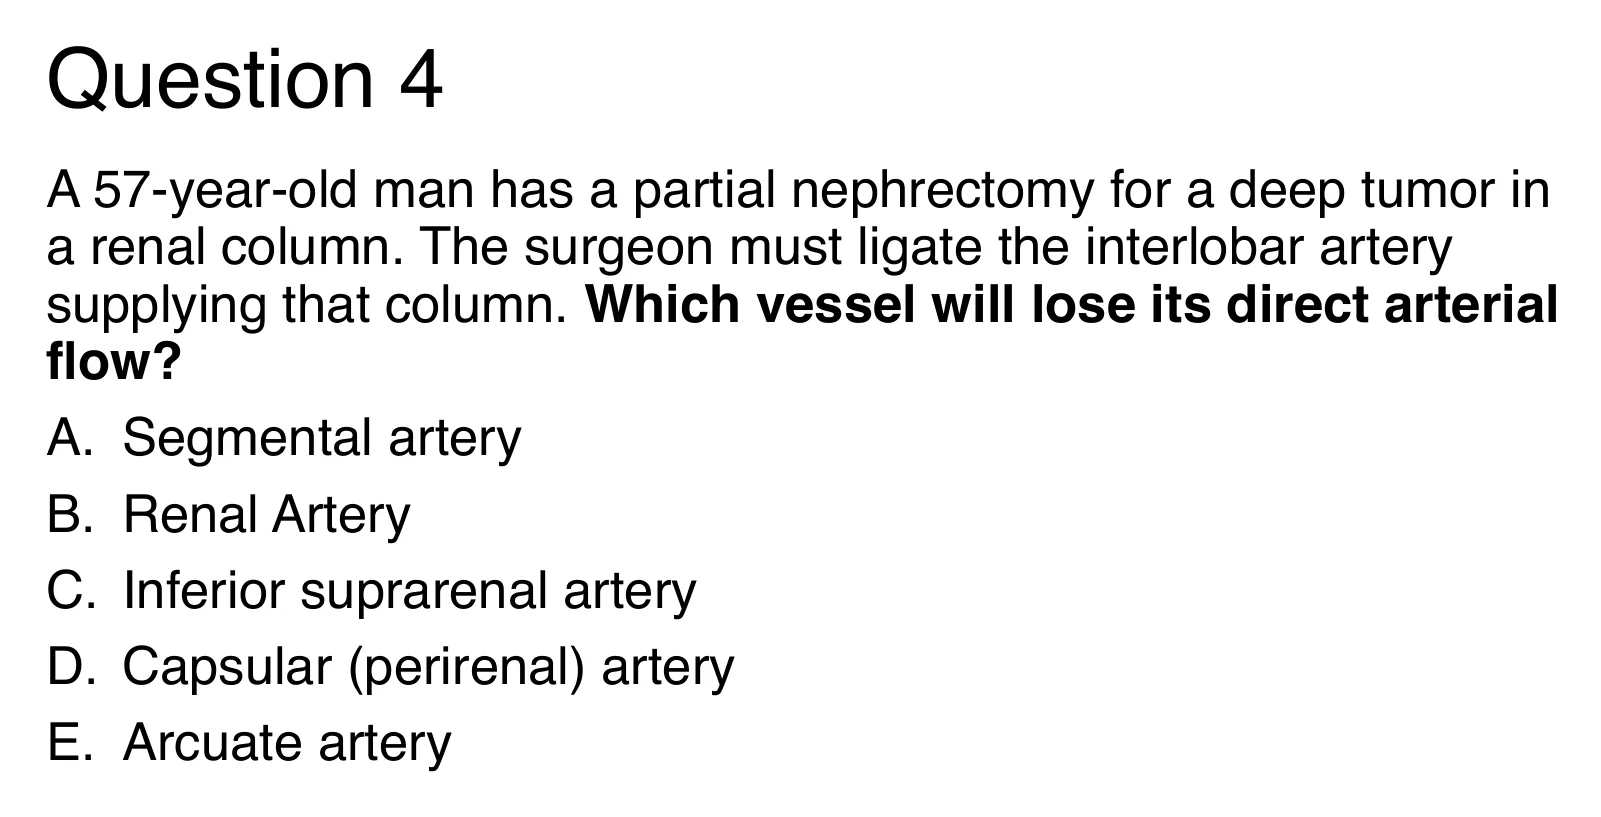 Question 4
A 57-year-old man has a partial nephrectomy for a deep tumor in
a renal column. The surgeon must ligate the interlobar artery
supplying that column. Which vessel will lose its direct arterial
flow?
A. Segmental artery
B. Renal Artery
C. Inferior suprarenal artery
D. Capsular (perirenal) artery
E. Arcuate artery